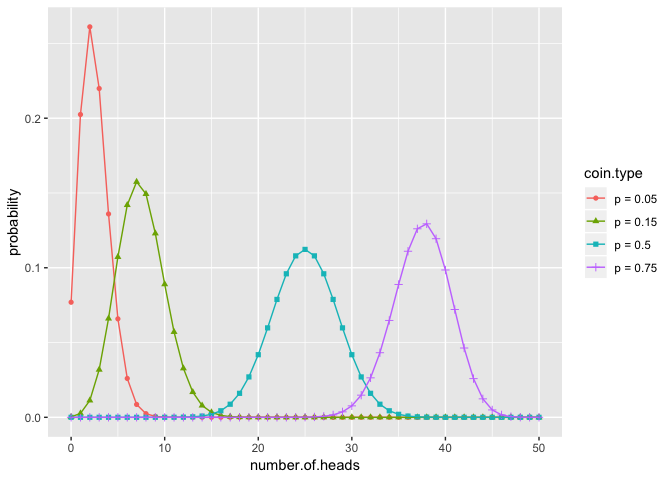 probability
0.2
0.1
0.0
0 10 20 30 40 50
number.of.heads
coin.type
p = 0.05
p = 0.15
p = 0.5
p = 0.75